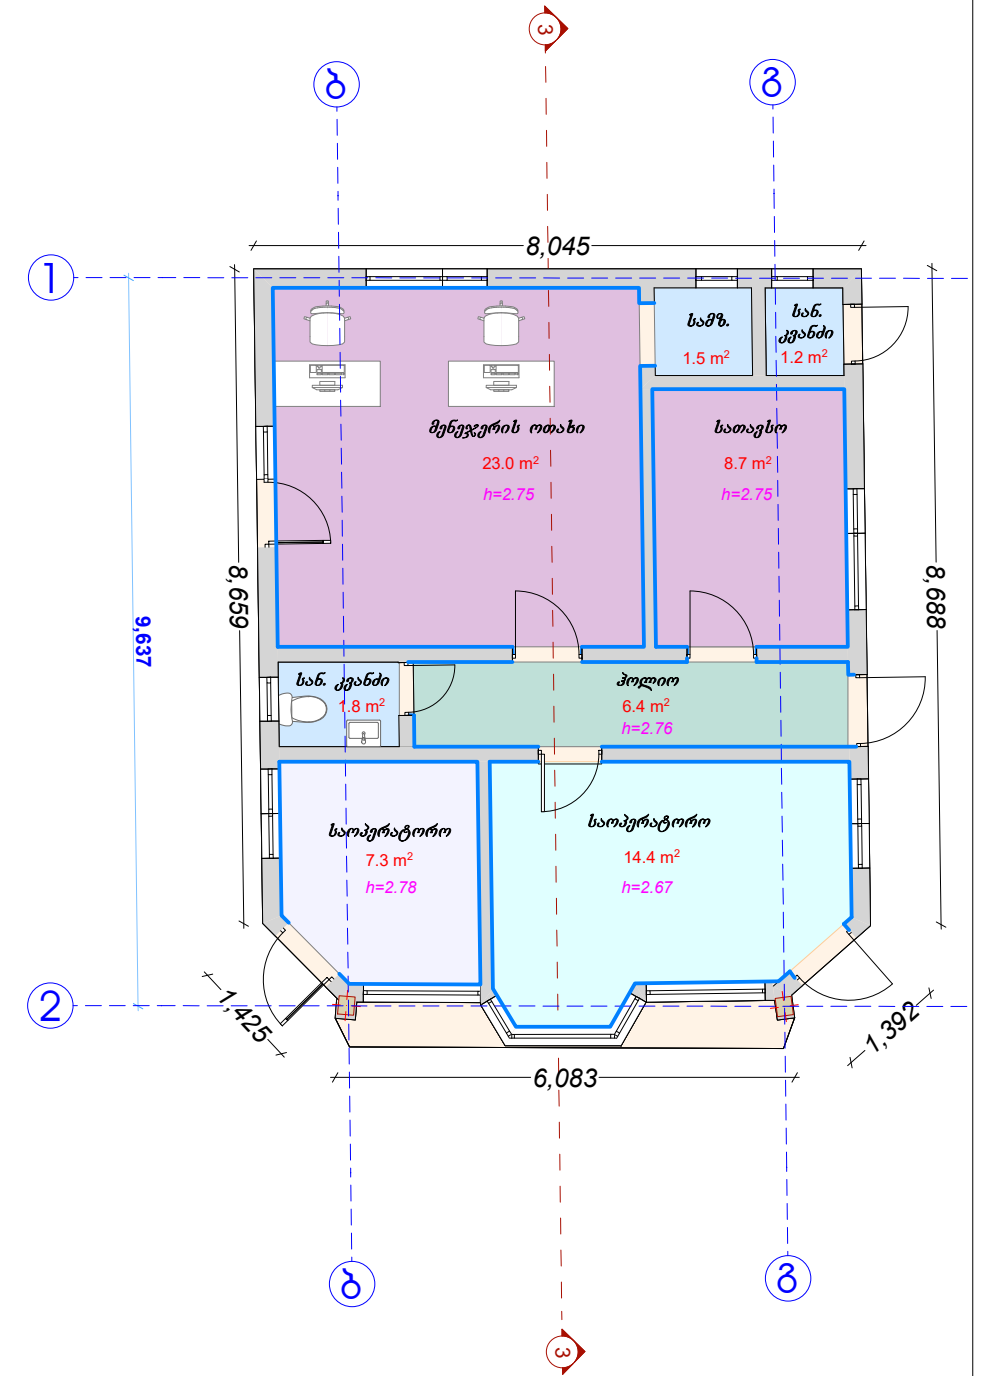 3
ბ
გ
8,045
1
სამზ.
1.5 m²
სან.
კვანძი
1.2 m²
მენეჯერის ოთახი
23.0 m²
h=2.75
სათავსო
8.7 m²
h=2.75
8,659
8,688
9,637
სან. კვანძი
1.8 m²
ჰოლიო
6.4 m²
h=2.76
საოპერატორო
7.3 m²
h=2.78
საოპერატორო
14.4 m²
h=2.67
2
1,425
1,392
6,083
ბ
გ
3